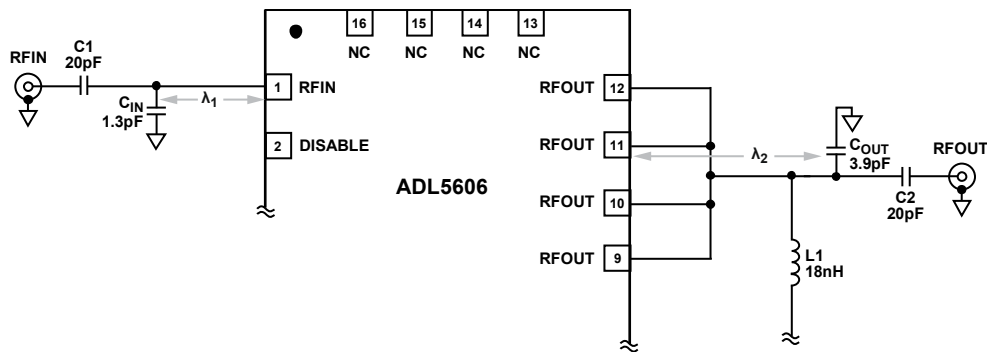 16 15 14 13
NC NC NC NC
RFIN
C1
20pF
1 RFIN
CIN
1.3pF
λ1
2 DISABLE
ADL5606
RFOUT 12
RFOUT 11
RFOUT 10
RFOUT 9
λ2
COUT
3.9pF
RFOUT
C2
20pF
L1
18nH